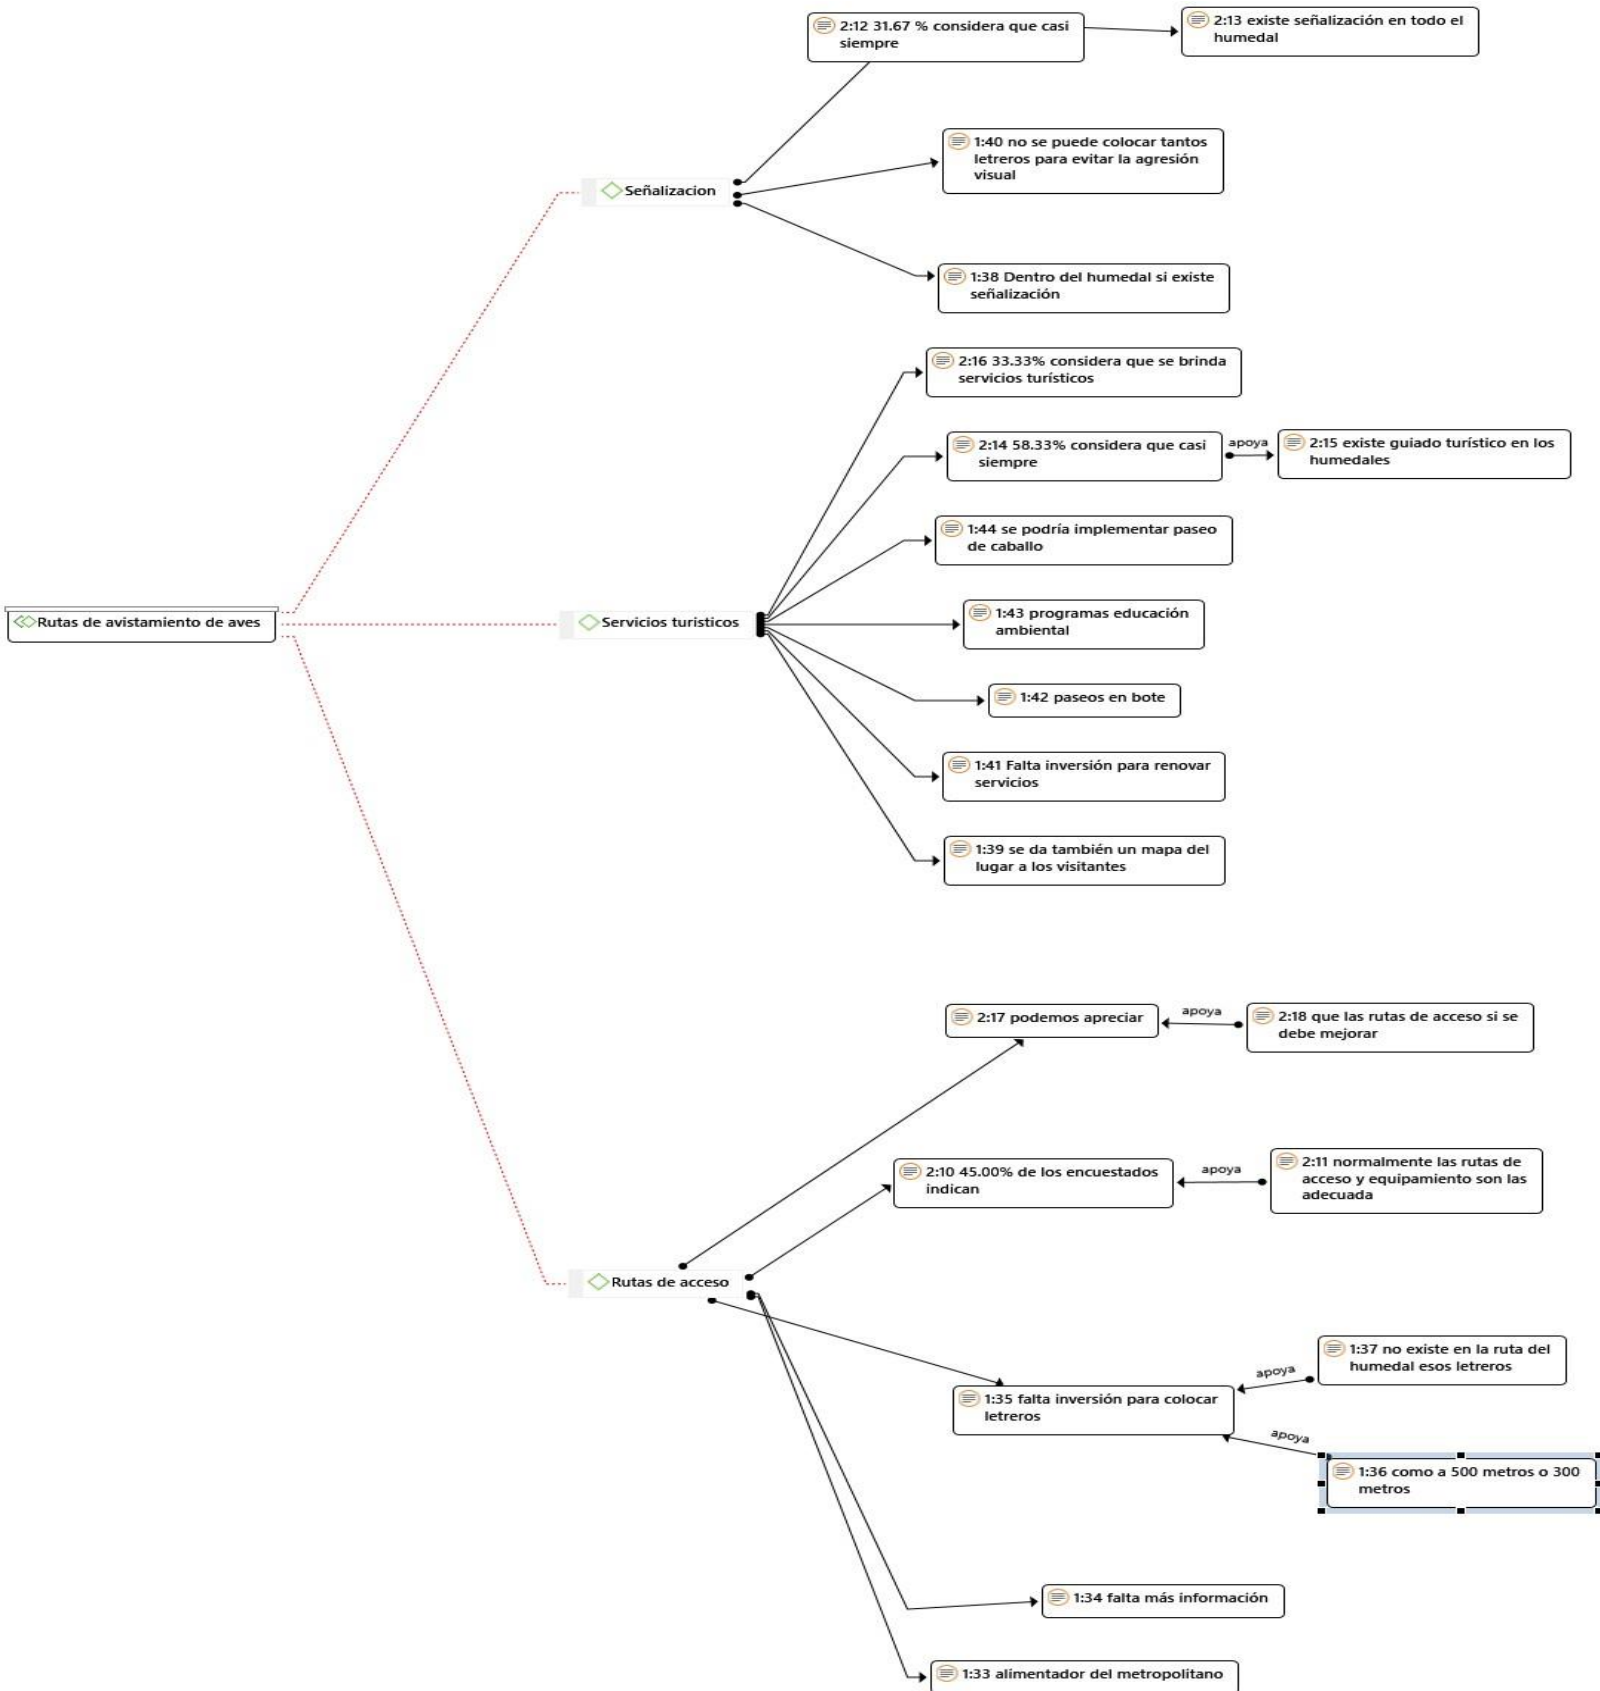 2:12 31.67 % considera que casi
siempre
2:13 existe señalización en todo el
humedal
1:40 no se puede colocar tantos
letreros para evitar la agresión
visual
Señalizacion
1:38 Dentro del humedal si existe
señalización
2:16 33.33% considera que se brinda
servicios turísticos
2:14 58.33% considera que casi
siempre
apoya
2:15 existe guiado turístico en los
humedales
1:44 se podría implementar paseo
de caballo
Rutas de avistamiento de aves
Servicios turisticos
1:43 programas educación
ambiental
1:42 paseos en bote
1:41 Falta inversión para renovar
servicios
1:39 se da también un mapa del
lugar a los visitantes
2:17 podemos apreciar
apoya
2:18 que las rutas de acceso si se
debe mejorar
2:10 45.00% de los encuestados
indican
apoya
2:11 normalmente las rutas de
acceso y equipamiento son las
adecuada
Rutas de acceso
1:37 no existe en la ruta del
humedal esos letreros
apoya
1:35 falta inversión para colocar
letreros
apoya
1:36 como a 500 metros o 300
metros
1:34 falta más información
1:33 alimentador del metropolitano